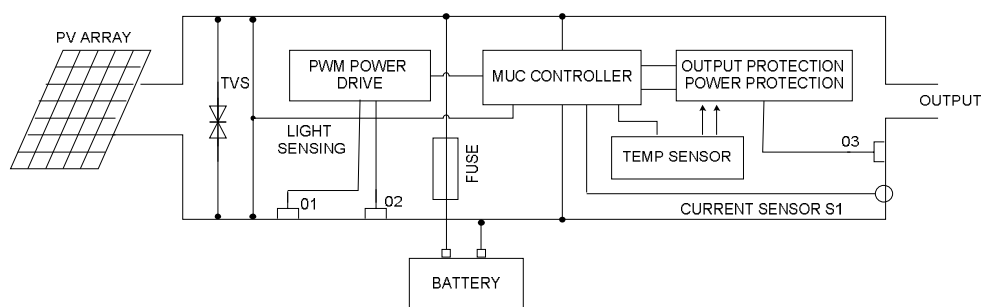 PV ARRAY
TVS
PWM POWER
DRIVE
MUC CONTROLLER
OUTPUT PROTECTION
POWER PROTECTION
OUTPUT
LIGHT
SENSING
FUSE
TEMP SENSOR
03
01
02
CURRENT SENSOR S1
BATTERY